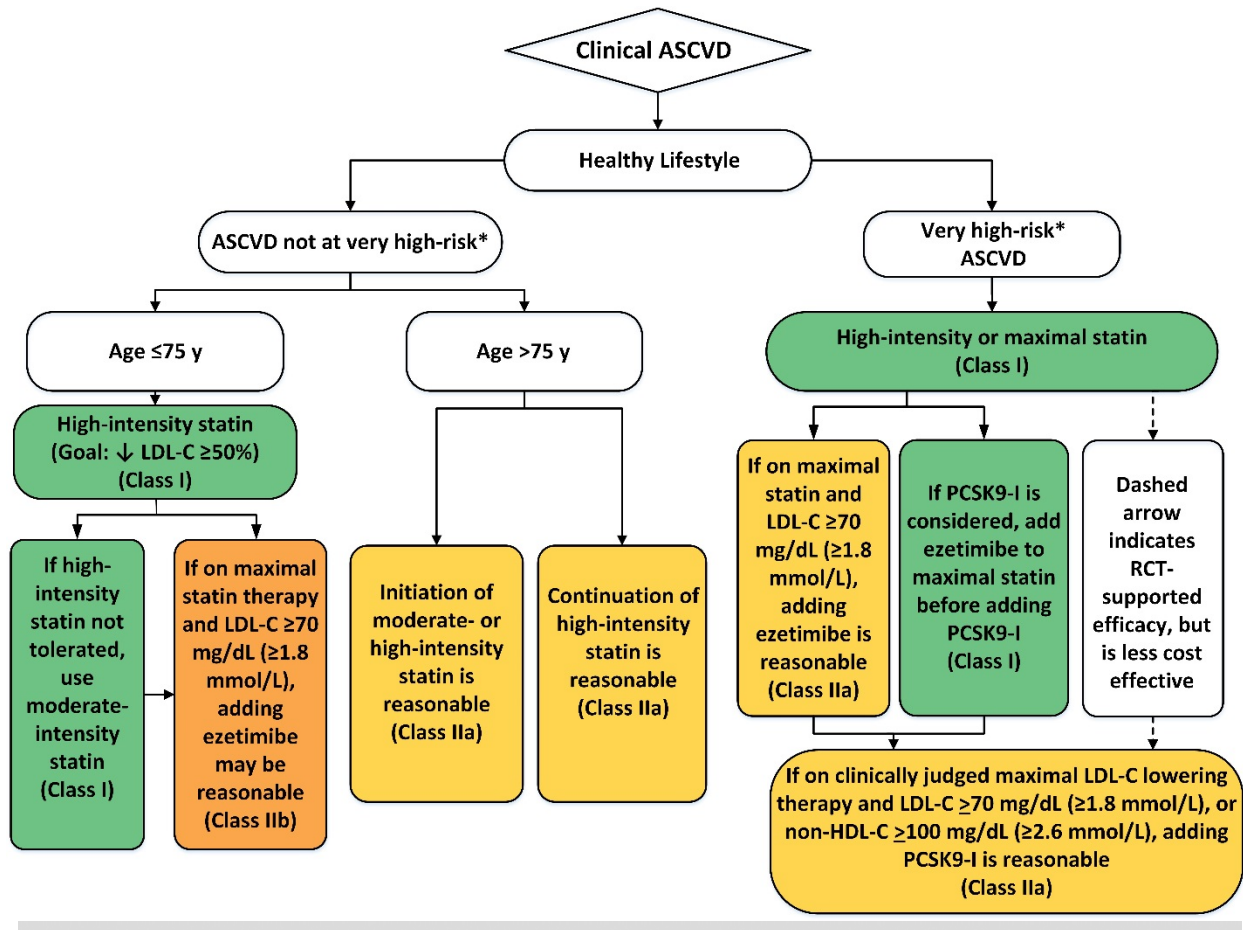 Clinical ASCVD
Healthy Lifestyle
ASCVD not at very high-risk*
Very high-risk*
ASCVD
Age ≤75 y
Age >75 y
High-intensity or maximal statin
(Class I)
High-intensity statin
(Goal: ↓ LDL-C ≥50%)
(Class I)
If high-
intensity
statin not
tolerated,
use
moderate-
intensity
statin
(Class I)
If on maximal
statin therapy
and LDL-C ≥70
mg/dL (≥1.8
mmol/L),
adding
ezetimibe
may be
reasonable
(Class IIb)
Initiation of
moderate- or
high-intensity
statin is
reasonable
(Class IIa)
Continuation of
high-intensity
statin is
reasonable
(Class IIa)
If on maximal
statin and
LDL-C ≥70
mg/dL (≥1.8
mmol/L),
adding
ezetimibe is
reasonable
(Class IIa)
If PCSK9-I is
considered, add
ezetimibe to
maximal statin
before adding
PCSK9-I
(Class I)
Dashed
arrow
indicates
RCT-
supported
efficacy, but
is less cost
effective
If on clinically judged maximal LDL-C lowering
therapy and LDL-C ≥70 mg/dL (≥1.8 mmol/L), or
non-HDL-C ≥100 mg/dL (≥2.6 mmol/L), adding
PCSK9-I is reasonable
(Class IIa)